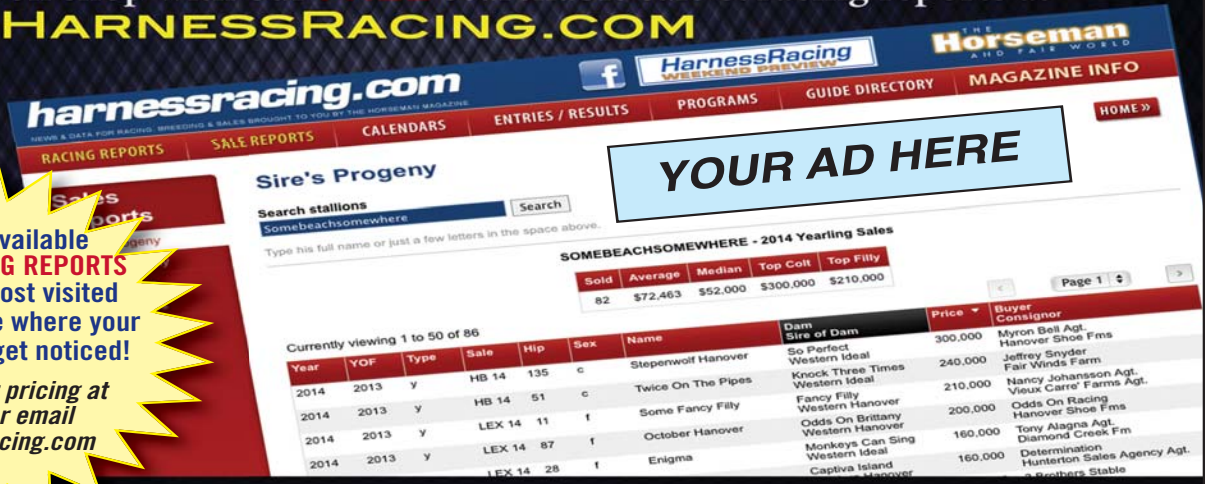 HARNESSRACING.COM
harnessracing.com
NEWS & DATA FOR RACING, BREEDING & SALES BROUGHT TO YOU BY THE HORSEMAN MAGAZINE
f
HarnessRacing
WEEKEND PREVIEW
THE
Horseman
AND FAIR WORLD
RACING REPORTS SALE REPORTS CALENDARS ENTRIES / RESULTS PROGRAMS GUIDE DIRECTORY MAGAZINE INFO
HOME »
Sales
Sire's Progeny
YOUR AD HERE
Search stallions
Somebeachsomewhere Search
Type his full name or just a few letters in the space above.
SOMEBEACHSOMEWHERE - 2014 Yearling Sales
Sold Average Median Top Colt Top Filly
82 $72,463 $52,000 $300,000 $210,000
Currently viewing 1 to 50 of 86
< Page 1 >
Year YOF Type Sale Hip Sex Name Dam Sire of Dam Price Buyer Consignor
2014 2013 y HB 14 135 c Stepenwolf Hanover So Perfect Western Ideal 300,000 Myron Bell Agt. Hanover Shoe Fms
2014 2013 y HB 14 51 c Twice On The Pipes Knock Three Times Western Ideal 240,000 Jeffrey Snyder Fair Winds Farm
2014 2013 y LEX 14 11 f Some Fancy Filly Fancy Filly Western Hanover 210,000 Nancy Johansson Agt. Vieux Carre' Farms Agt.
2014 2013 y LEX 14 87 f October Hanover Odds On Brittany Western Hanover 200,000 Odds On Racing Hanover Shoe Fms
LEX 14 28 f Enigma Monkeys Can Sing Western Ideal 160,000 Tony Alagna Agt. Diamond Creek Fm
Captiva Island 160,000 Determination Hunterton Sales Agency Agt.
Brothers Stable
vailable
G REPORTS
ost visited
e where your
get noticed!
pricing at
r email
cing.com